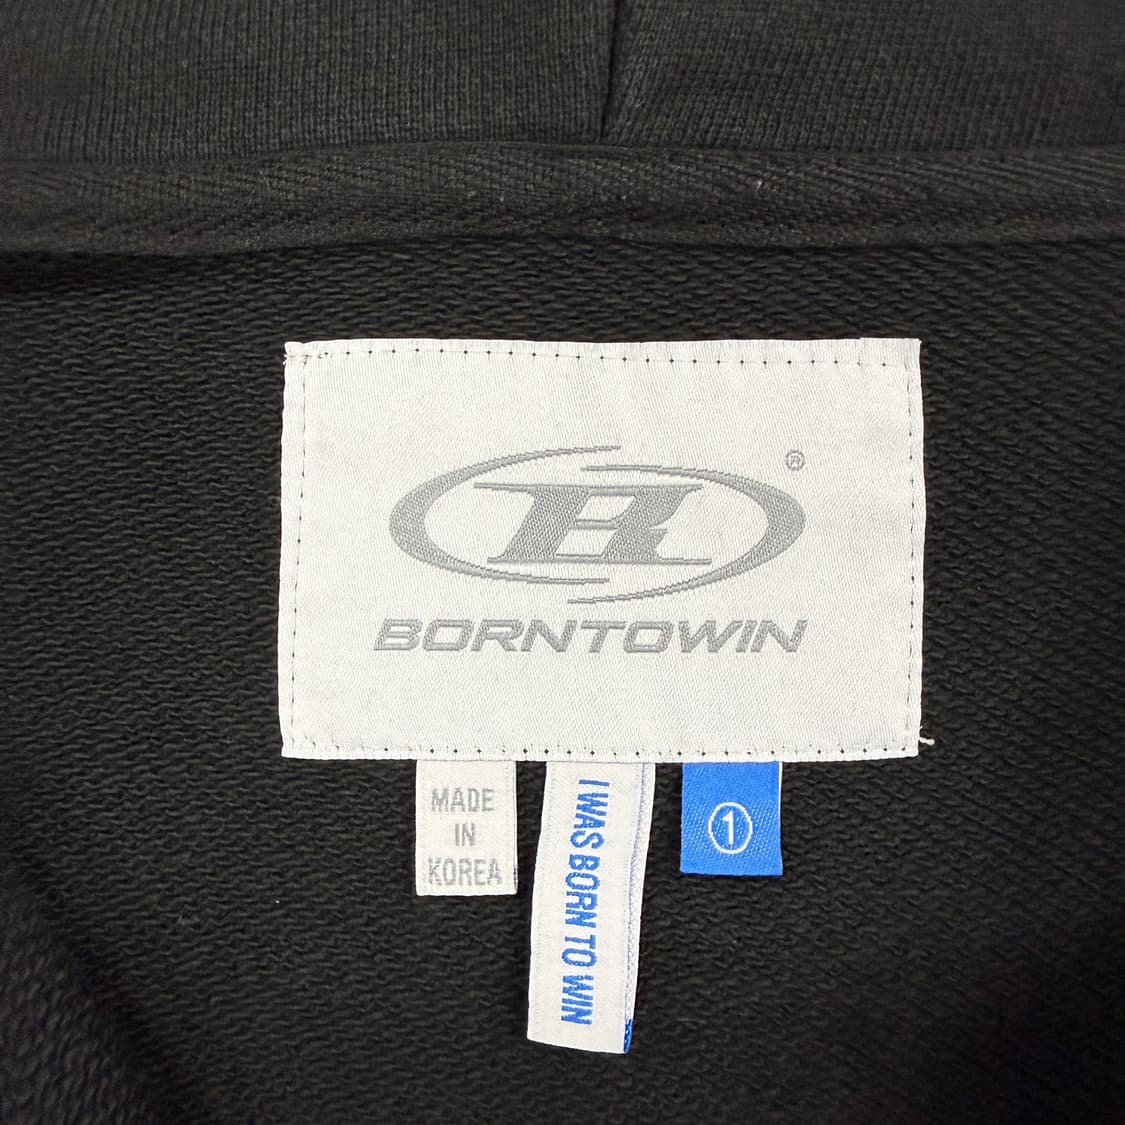 B ®
BORNTOWIN
MADE
IN
KOREA
I WAS BORN TO WIN
1